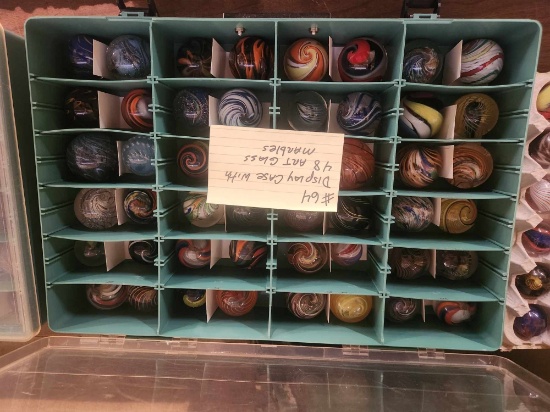 #64
Display Case with
48 Art Glass
Marbles